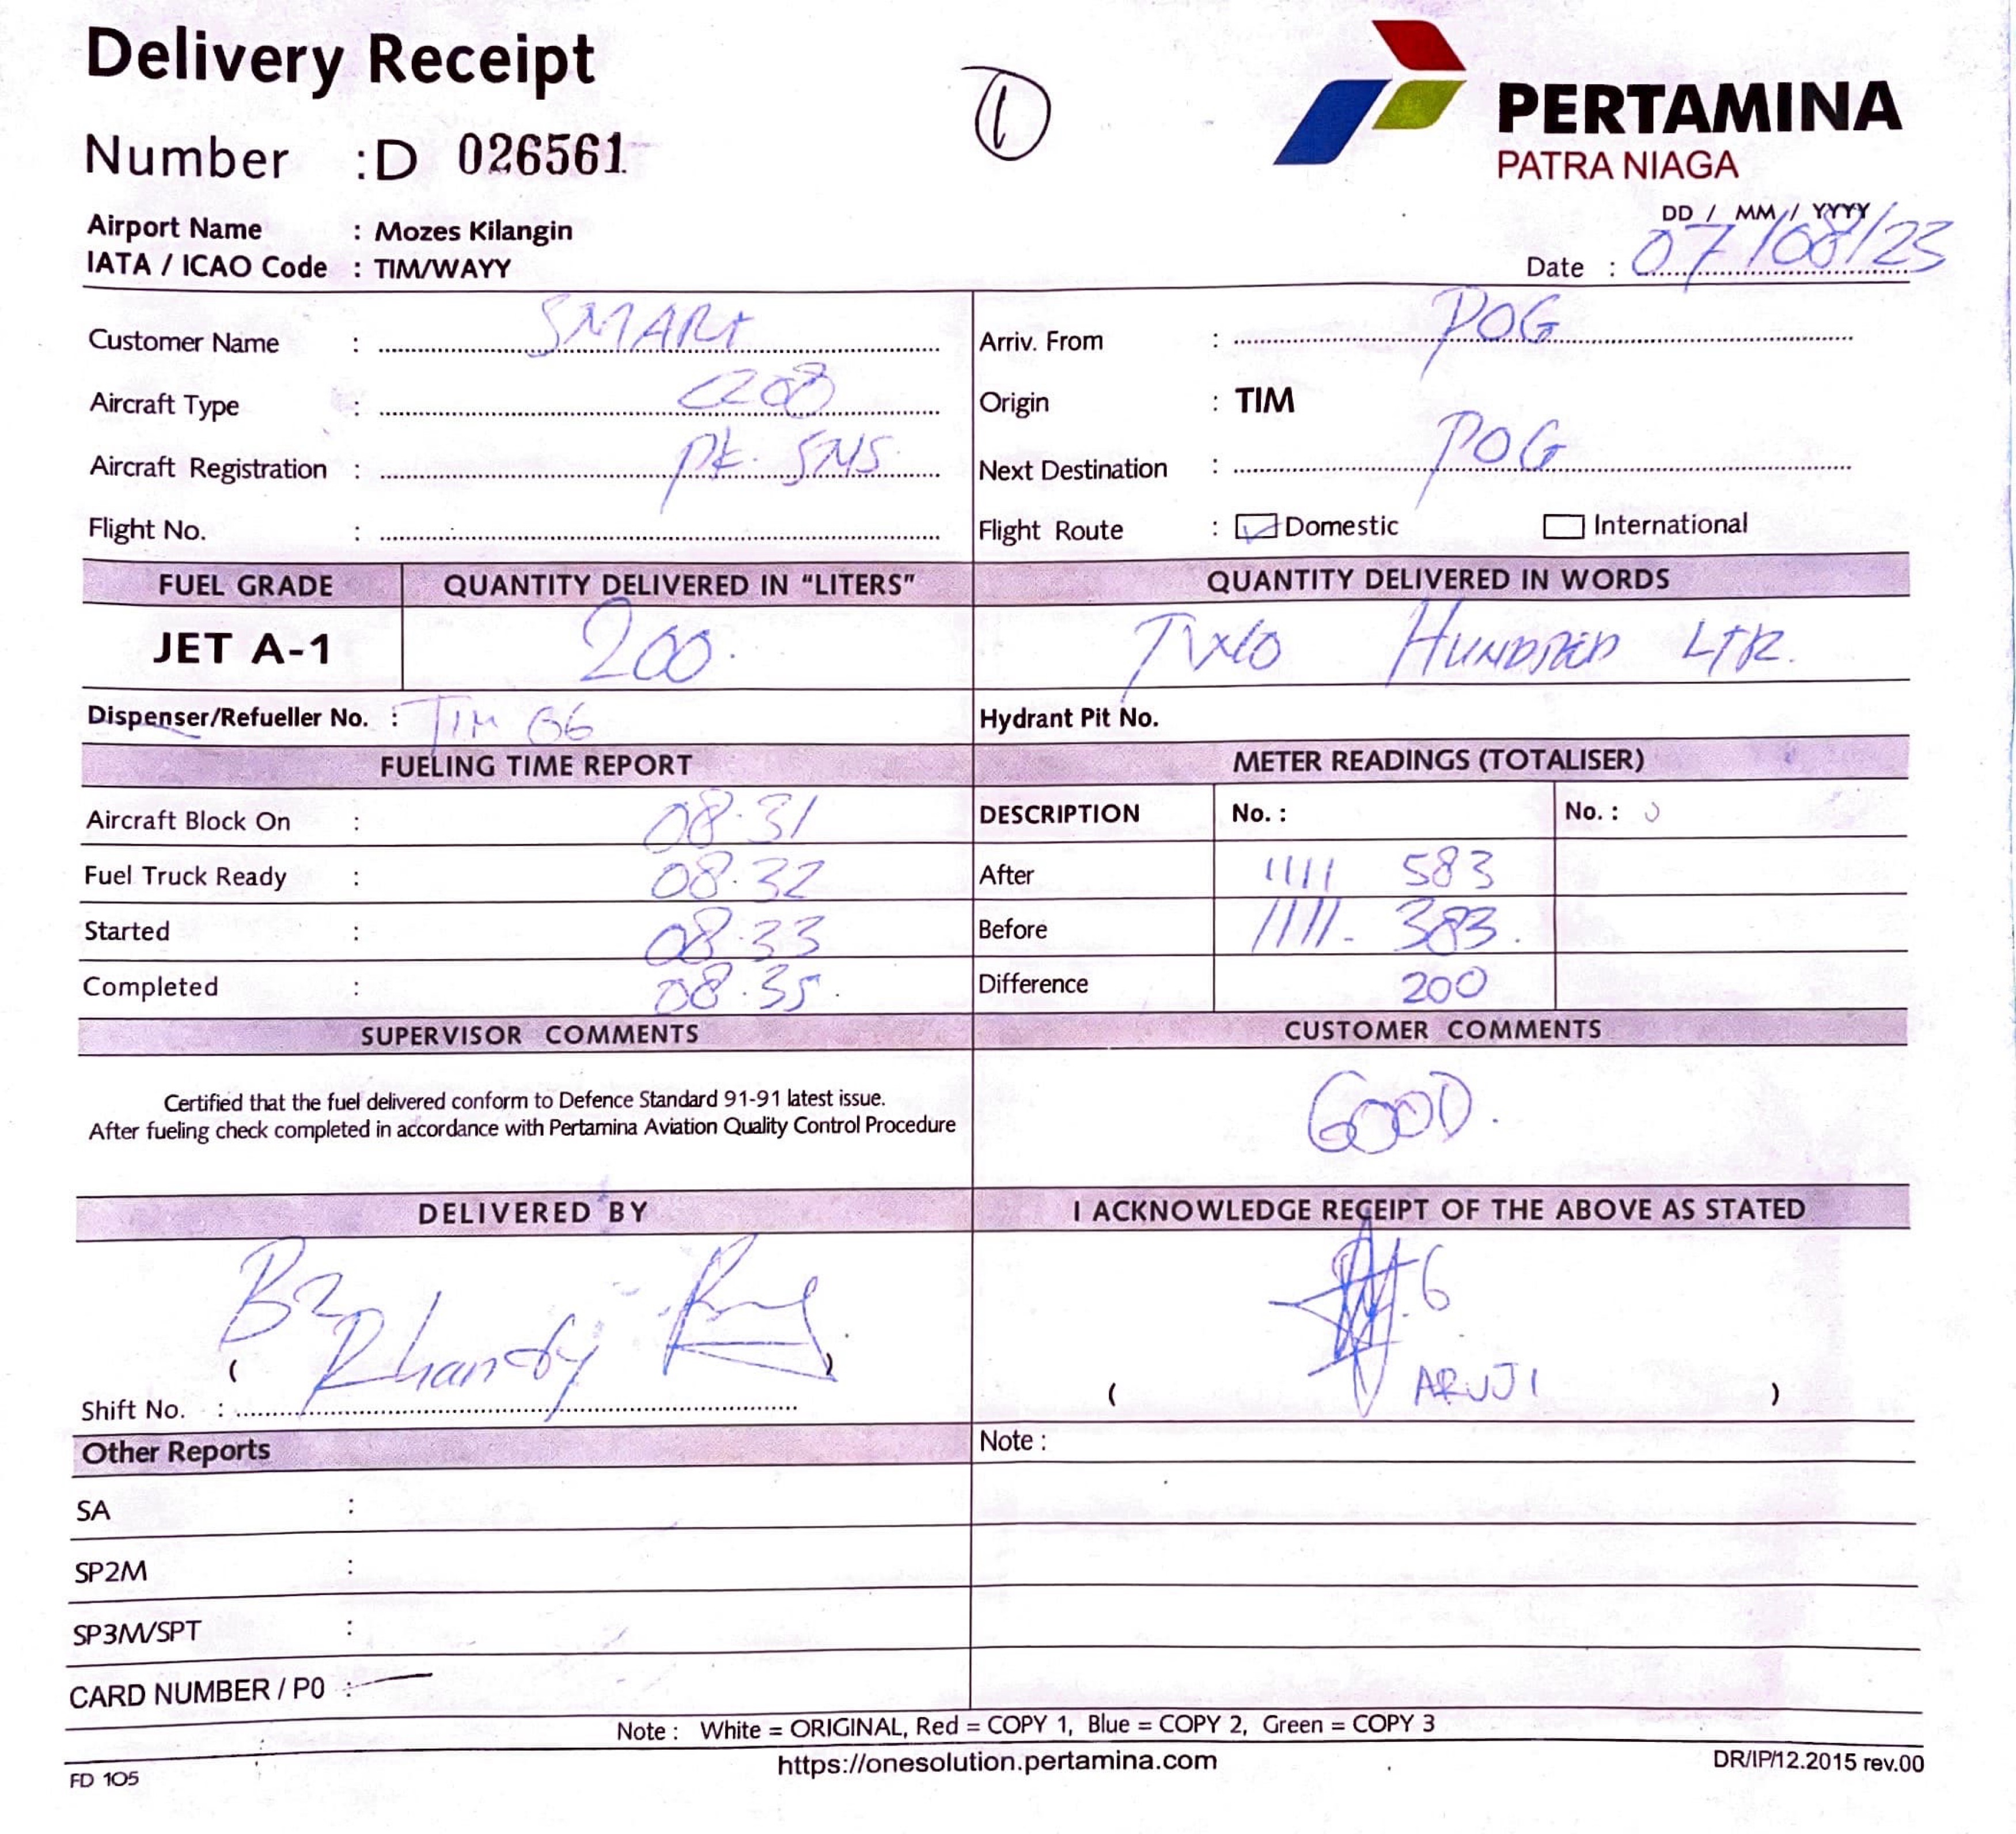 Delivery Receipt
1
PERTAMINA
PATRA NIAGA
Number :D 026561
Airport Name : Mozes Kilangin
IATA / ICAO Code : TIM/WAYY
DD / MM / YYYY
Date : 07/08/23
Customer Name : SMART
Arriv. From : POG
Aircraft Type : C208
Origin : TIM
Aircraft Registration : PK. SNS
Next Destination : POG
Flight No. :
Flight Route : Domestic International
FUEL GRADE QUANTITY DELIVERED IN “LITERS” QUANTITY DELIVERED IN WORDS
JET A-1 200. TWO HUNDRED LTR.
Dispenser/Refueller No. : TIM
Hydrant Pit No.
FUELING TIME REPORT METER READINGS (TOTALISER)
Aircraft Block On : 08.31 DESCRIPTION No. : No. :
Fuel Truck Ready : 08.32 After 1111 583
Started : 08.33 Before 1111. 383.
Completed : 08.35. Difference 200
SUPERVISOR COMMENTS CUSTOMER COMMENTS
Certified that the fuel delivered conform to Defence Standard 91-91 latest issue.
After fueling check completed in accordance with Pertamina Aviation Quality Control Procedure
GOOD.
DELIVERED BY I ACKNOWLEDGE RECEIPT OF THE ABOVE AS STATED
( Rhandy )
( ARUJI )
Shift No. :
Other Reports Note :
SA :
SP2M :
SP3M/SPT :
CARD NUMBER / P0 :
Note : White = ORIGINAL, Red = COPY 1, Blue = COPY 2, Green = COPY 3
https://onesolution.pertamina.com
FD 105
DR/IP/12.2015 rev.00